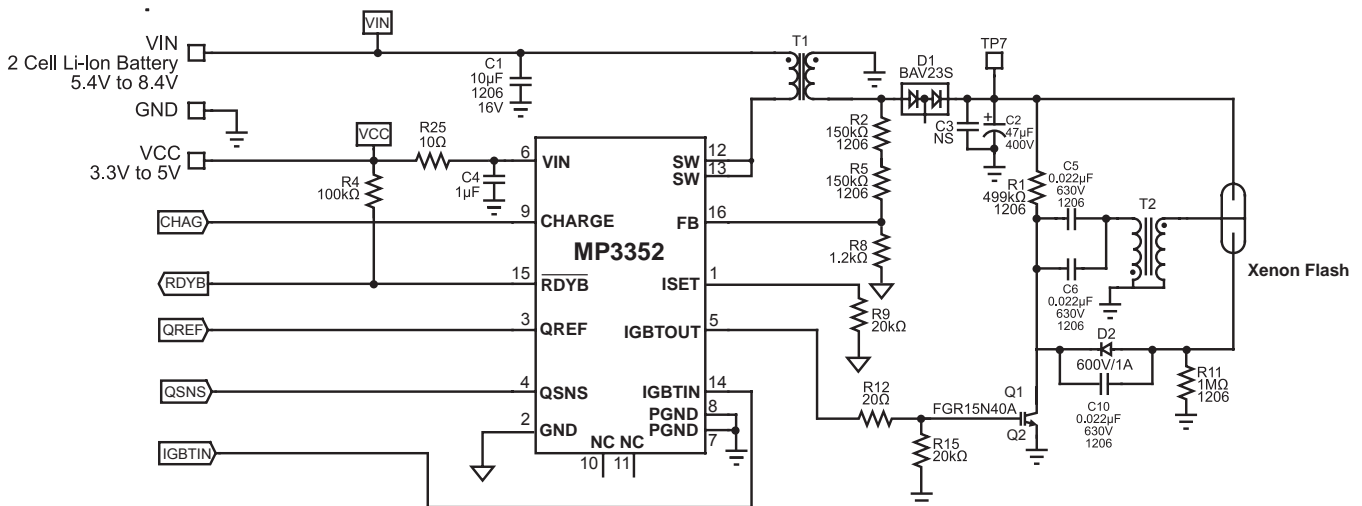 VIN
VIN
2 Cell Li-Ion Battery
5.4V to 8.4V
GND
VCC
3.3V to 5V
VCC
R25
10Ω
R4
100kΩ
C4
1µF
C1
10µF
1206
16V
T1
D1
BAV23S
TP7
R2
150kΩ
1206
R5
150kΩ
1206
R8
1.2kΩ
C3
NS
+
C2
47µF
400V
R1
499kΩ
1206
C5
0.022µF
630V
1206
C6
0.022µF
630V
1206
T2
Xenon Flash
CHAG
RDYB
QREF
QSNS
IGBTIN
MP3352
6
VIN
9
CHARGE
15
RDYB
3
QREF
4
QSNS
2
GND
NC NC
10
11
12
SW
13
SW
16
FB
1
ISET
5
IGBTOUT
14
IGBTIN
8
PGND
PGND
7
R9
20kΩ
R12
20Ω
R15
20kΩ
FGR15N40A
Q1
Q2
D2
600V/1A
C10
0.022µF
630V
1206
R11
1MΩ
1206